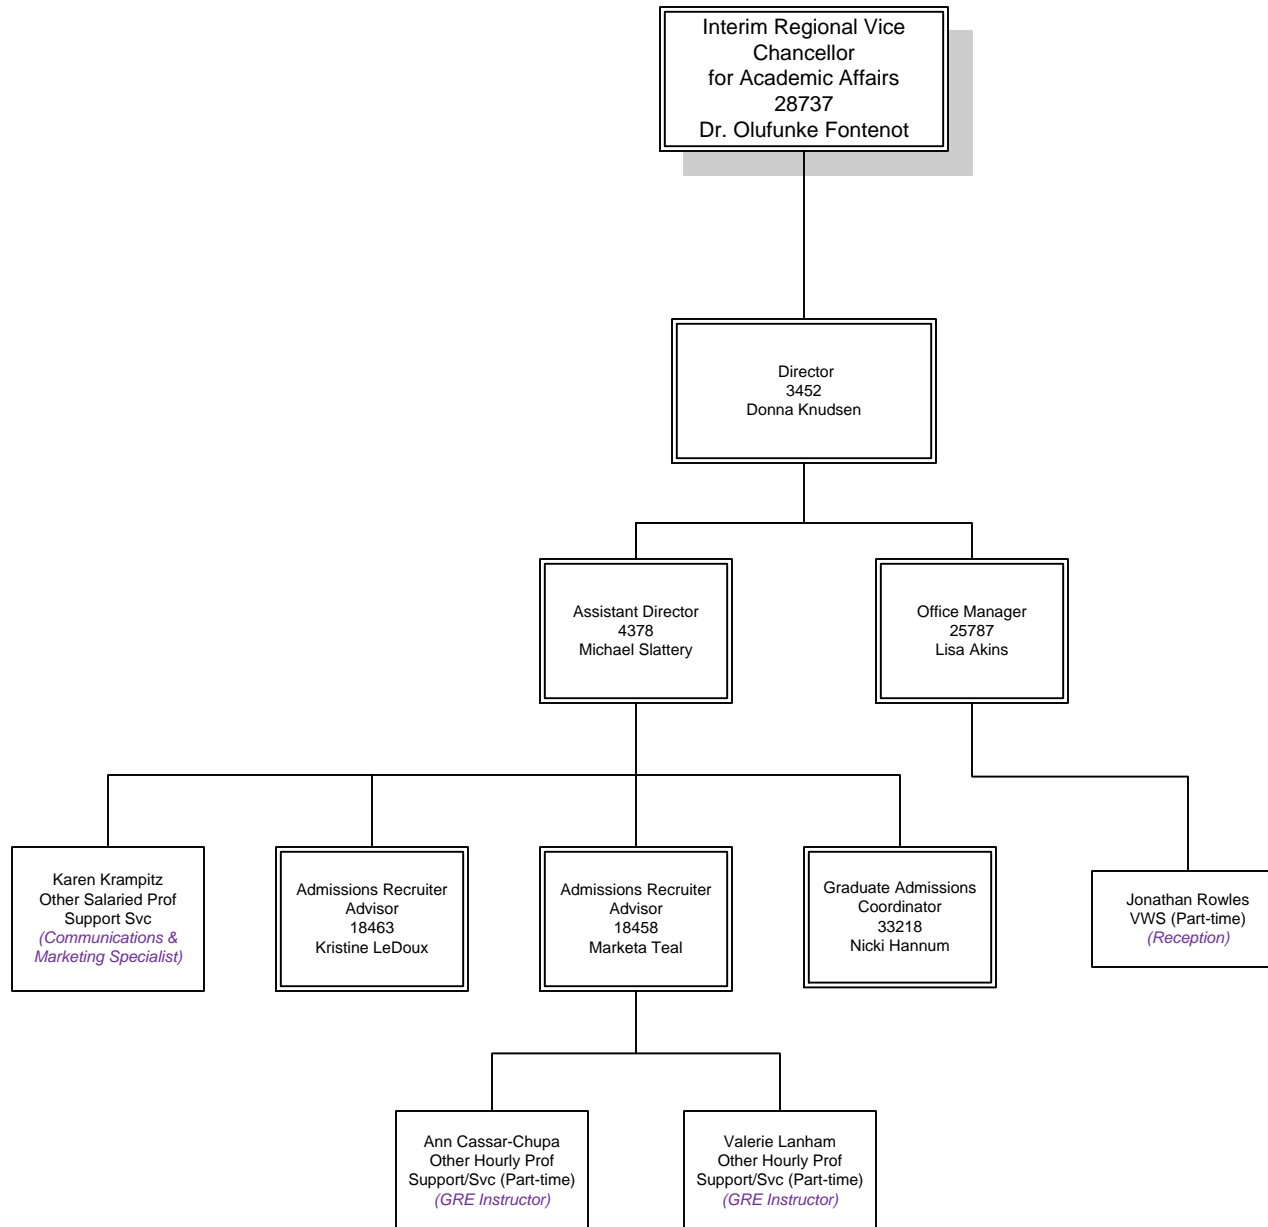 Interim Regional Vice
Chancellor
for Academic Affairs
28737
Dr. Olufunke Fontenot
Director
3452
Donna Knudsen
Assistant Director
4378
Michael Slattery
Office Manager
25787
Lisa Akins
Karen Krampitz
Other Salaried Prof
Support Svc
(Communications &
Marketing Specialist)
Admissions Recruiter
Advisor
18463
Kristine LeDoux
Admissions Recruiter
Advisor
18458
Marketa Teal
Graduate Admissions
Coordinator
33218
Nicki Hannum
Jonathan Rowles
VWS (Part-time)
(Reception)
Ann Cassar-Chupa
Other Hourly Prof
Support/Svc (Part-time)
(GRE Instructor)
Valerie Lanham
Other Hourly Prof
Support/Svc (Part-time)
(GRE Instructor)